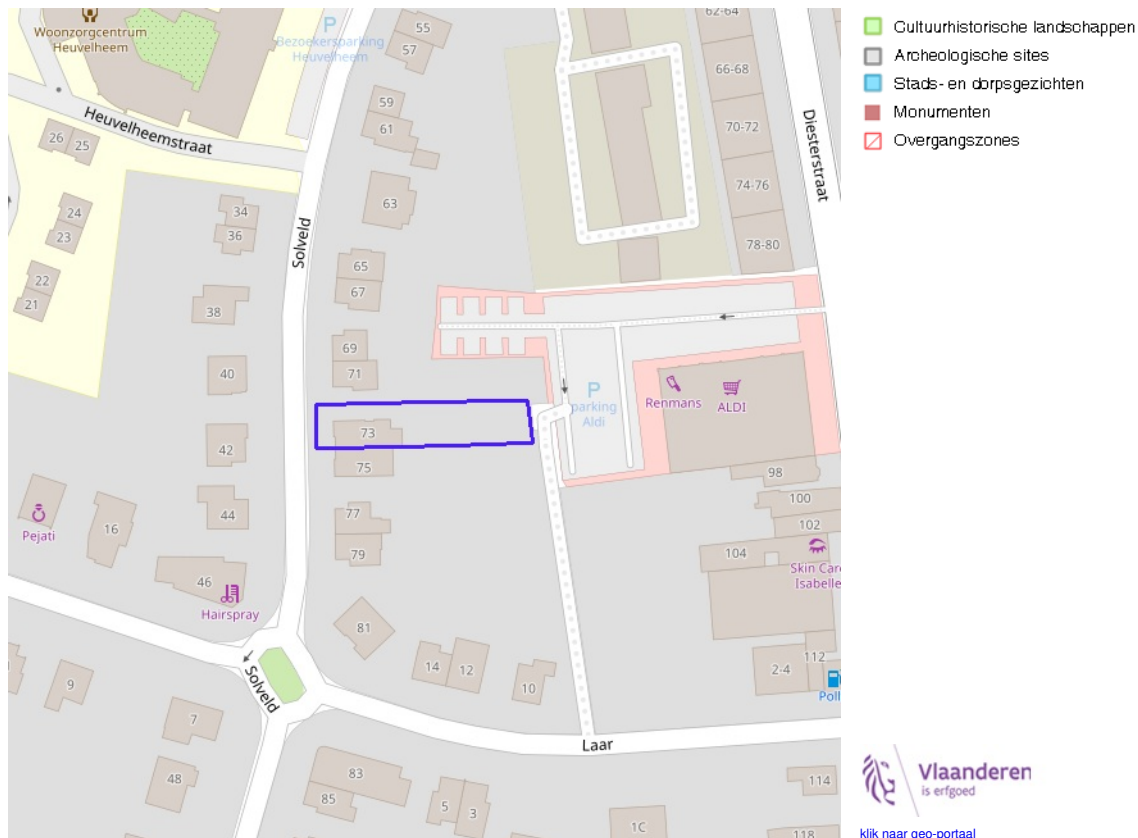 Woonzorgcentrum
Heuvelheem
P
Bezoekersparking
Heuvelheem
55
57
62-64
66-68
70-72
74-76
78-80
Diesterstraat
59
61
63
Heuvelheemstraat
26
25
24
23
22
21
34
36
Solveld
65
67
38
69
71
40
P
parking
Aldi
Renmans
ALDI
73
75
42
98
100
102
104
Skin Care
Isabelle
Pejati
16
44
77
79
46
Hairspray
81
14
12
10
2-4
112
Poll
9
Solveld
7
Laar
48
83
85
5
3
1C
114
118
Cultuurhistorische landschappen
Archeologische sites
Stads- en dorpsgezichten
Monumenten
Overgangszones
Vlaanderen
is erfgoed
klik naar geo-portaal